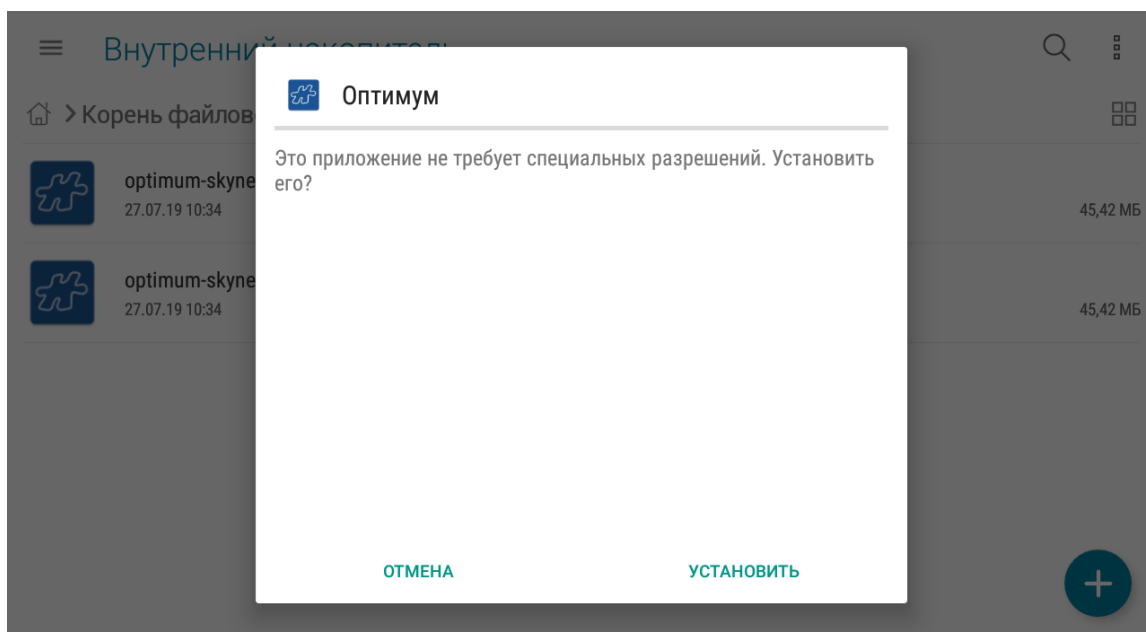 Внутренний накопитель
Оптимум
Корень файлов
Это приложение не требует специальных разрешений. Установить
его?
optimum-skyne
27.07.19 10:34
45,42 МБ
optimum-skyne
27.07.19 10:34
45,42 МБ
ОТМЕНА
УСТАНОВИТЬ